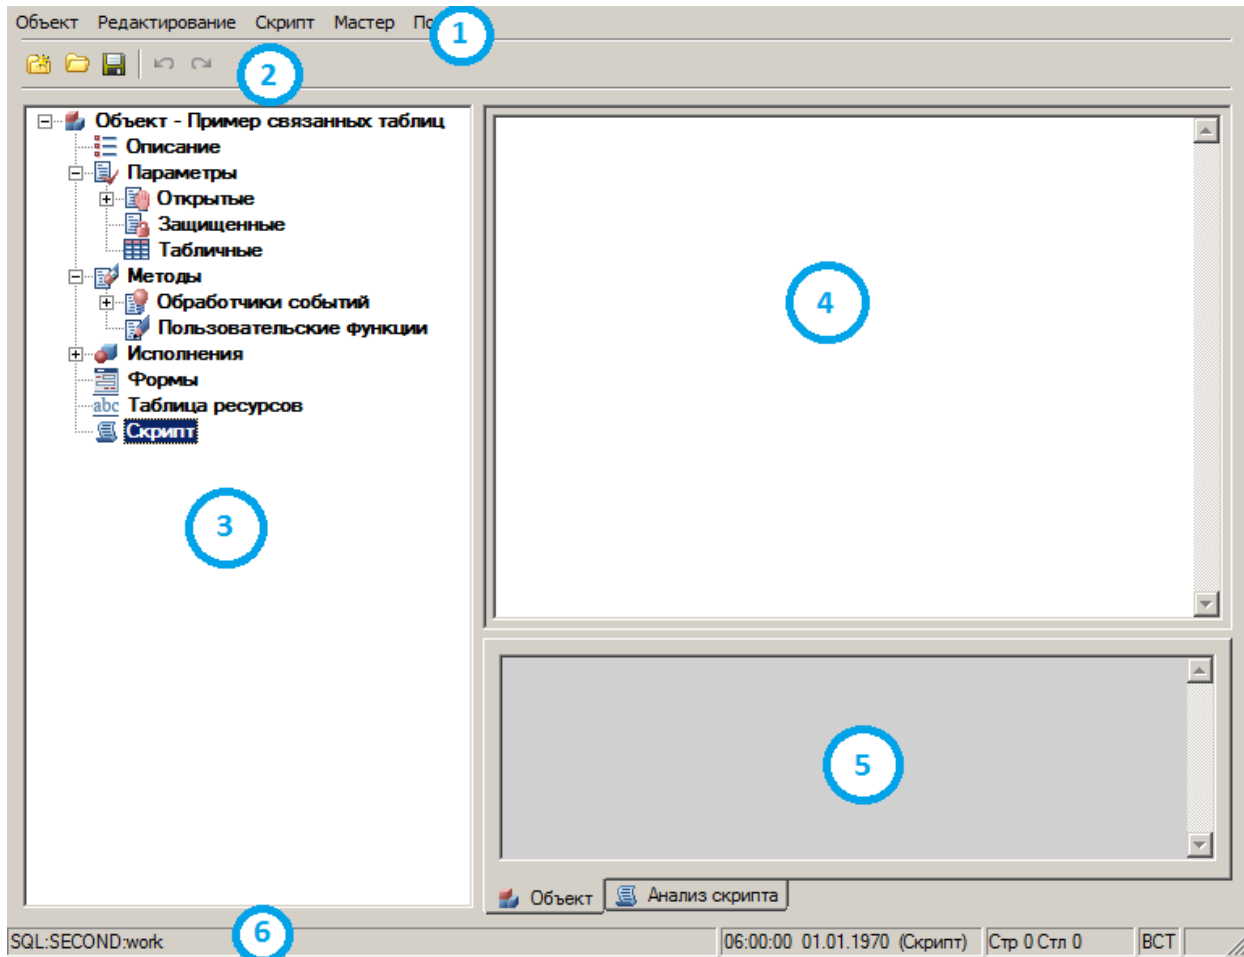 Объект Редактирование Скрипт Мастер
1
2
Объект - Пример связанных таблиц
Описание
Параметры
Открытые
Защищенные
Табличные
Методы
Обработчики событий
Пользовательские функции
Исполнения
Формы
abc Таблица ресурсов
Скрипт
3
4
5
Объект Анализ скрипта
6
SQL:SECOND:work 06:00:00 01.01.1970 (Скрипт) Стр 0 Стл 0 ВСТ